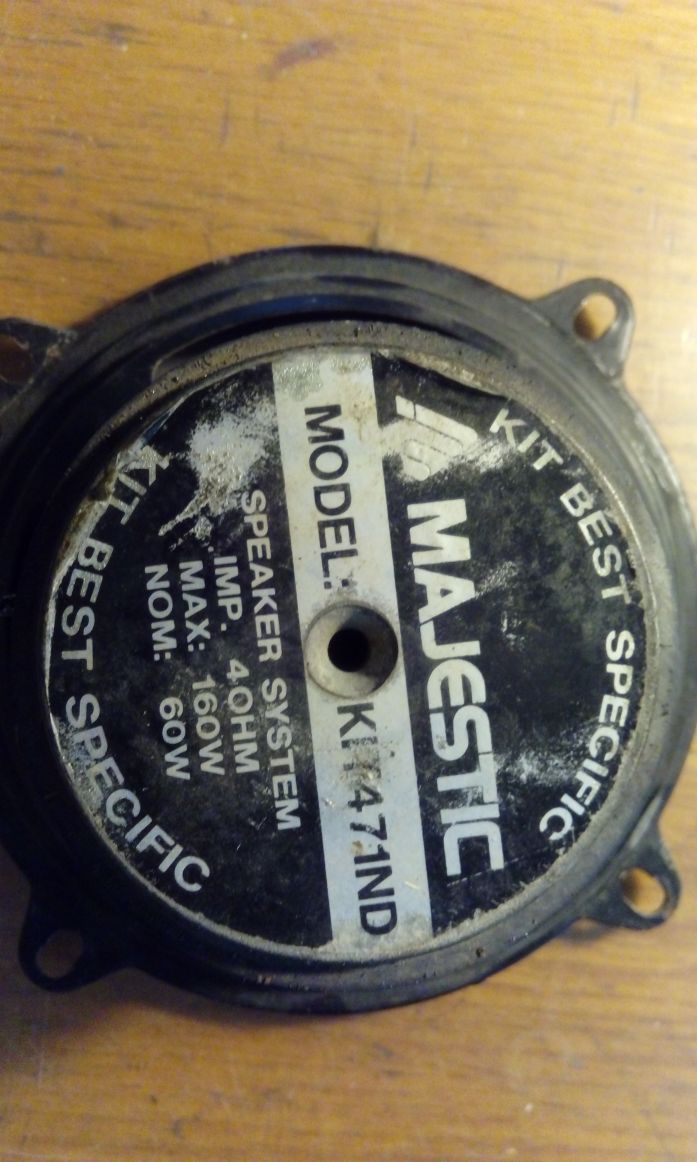 KIT BEST SPECIFIC
MAJESTIC
MODEL:
SPEAKER SYSTEM
IMP. 4OHM
MAX: 160W
NOM: 60W
KIT BEST SPECIFIC